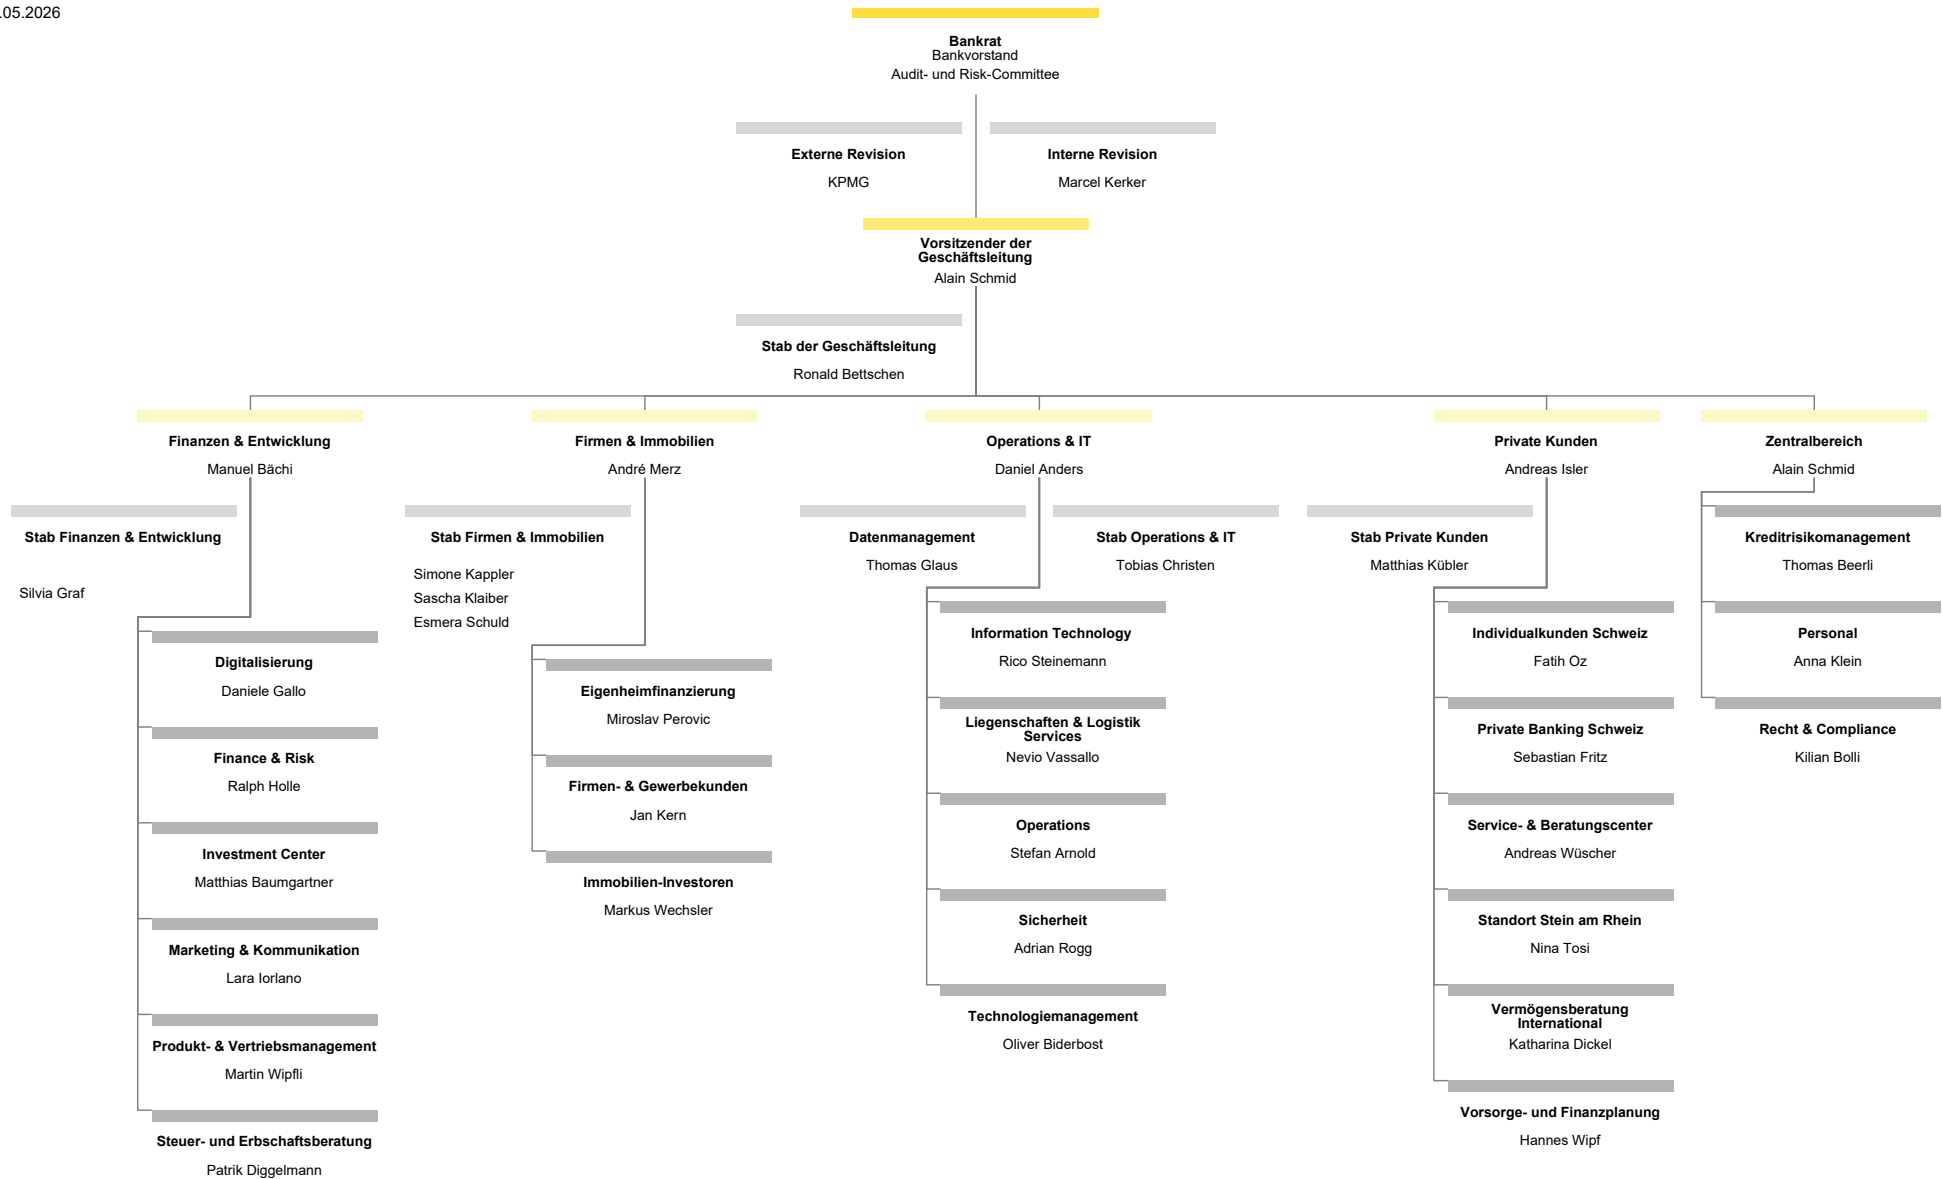 .05.2026
Bankrat
Bankvorstand
Audit- und Risk-Committee
Externe Revision
KPMG
Interne Revision
Marcel Kerker
Vorsitzender der
Geschäftsleitung
Alain Schmid
Stab der Geschäftsleitung
Ronald Bettschen
Finanzen & Entwicklung
Manuel Bächi
Stab Finanzen & Entwicklung
Silvia Graf
Digitalisierung
Daniele Gallo
Finance & Risk
Ralph Holle
Investment Center
Matthias Baumgartner
Marketing & Kommunikation
Lara Iorlano
Produkt- & Vertriebsmanagement
Martin Wipfli
Steuer- und Erbschaftsberatung
Patrik Diggelmann
Firmen & Immobilien
André Merz
Stab Firmen & Immobilien
Simone Kappler
Sascha Klaiber
Esmera Schuld
Eigenheimfinanzierung
Miroslav Perovic
Firmen- & Gewerbekunden
Jan Kern
Immobilien-Investoren
Markus Wechsler
Operations & IT
Daniel Anders
Datenmanagement
Thomas Glaus
Stab Operations & IT
Tobias Christen
Information Technology
Rico Steinemann
Liegenschaften & Logistik
Services
Nevio Vassallo
Operations
Stefan Arnold
Sicherheit
Adrian Rogg
Technologiemanagement
Oliver Biderbost
Private Kunden
Andreas Isler
Stab Private Kunden
Matthias Kübler
Individualkunden Schweiz
Fatih Oz
Private Banking Schweiz
Sebastian Fritz
Service- & Beratungscenter
Andreas Wüscher
Standort Stein am Rhein
Nina Tosi
Vermögensberatung
International
Katharina Dickel
Vorsorge- und Finanzplanung
Hannes Wipf
Zentralbereich
Alain Schmid
Kreditrisikomanagement
Thomas Beerli
Personal
Anna Klein
Recht & Compliance
Kilian Bolli